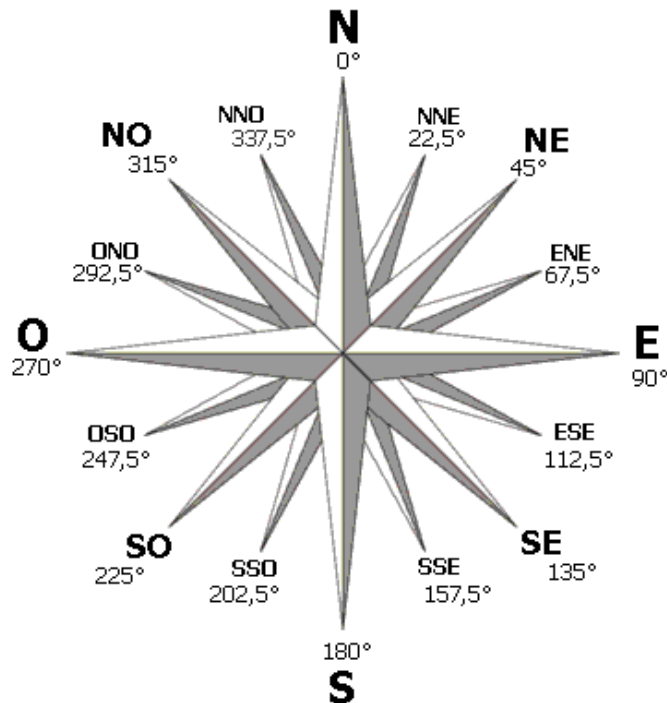 N
0°
NNO
337,5°
NNE
22,5°
NO
315°
NE
45°
ONO
292,5°
ENE
67,5°
O
270°
E
90°
OSO
247,5°
ESE
112,5°
SO
225°
SE
135°
SSO
202,5°
SSE
157,5°
180°
S